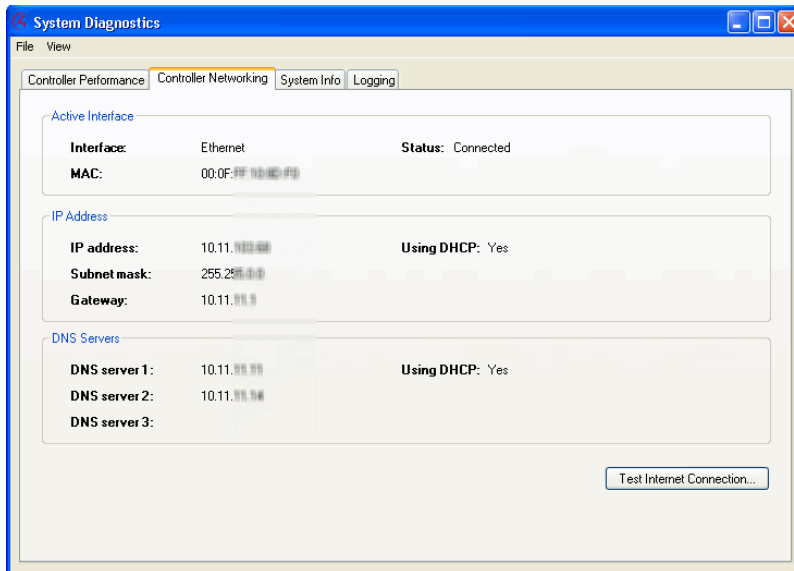 System Diagnostics
File View
Controller Performance Controller Networking System Info Logging
Active Interface
Interface: Ethernet Status: Connected
MAC: 00:0F:
IP Address
IP address: 10.11. Using DHCP: Yes
Subnet mask: 255.25
Gateway: 10.11.
DNS Servers
DNS server 1: 10.11. Using DHCP: Yes
DNS server 2: 10.11.
DNS server 3:
Test Internet Connection...